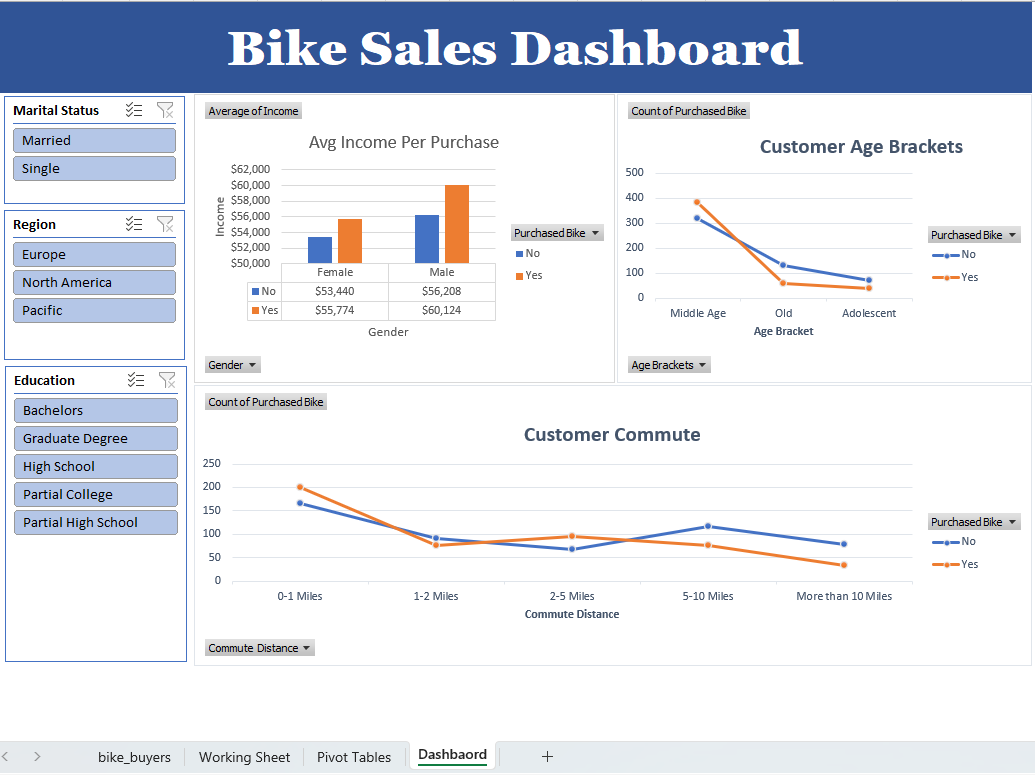 Bike Sales Dashboard
Marital Status
Married
Single
Region
Europe
North America
Pacific
Education
Bachelors
Graduate Degree
High School
Partial College
Partial High School
Average of Income
Avg Income Per Purchase
Income
$62,000
$60,000
$58,000
$56,000
$54,000
$52,000
$50,000
Female Male
No $53,440 $56,208
Yes $55,774 $60,124
Gender
Purchased Bike
No
Yes
Gender
Count of Purchased Bike
Customer Age Brackets
500
400
300
200
100
0
Middle Age Old Adolescent
Age Bracket
Purchased Bike
No
Yes
Age Brackets
Count of Purchased Bike
Customer Commute
250
200
150
100
50
0
0-1 Miles 1-2 Miles 2-5 Miles 5-10 Miles More than 10 Miles
Commute Distance
Purchased Bike
No
Yes
Commute Distance
bike_buyers Working Sheet Pivot Tables Dashbaord